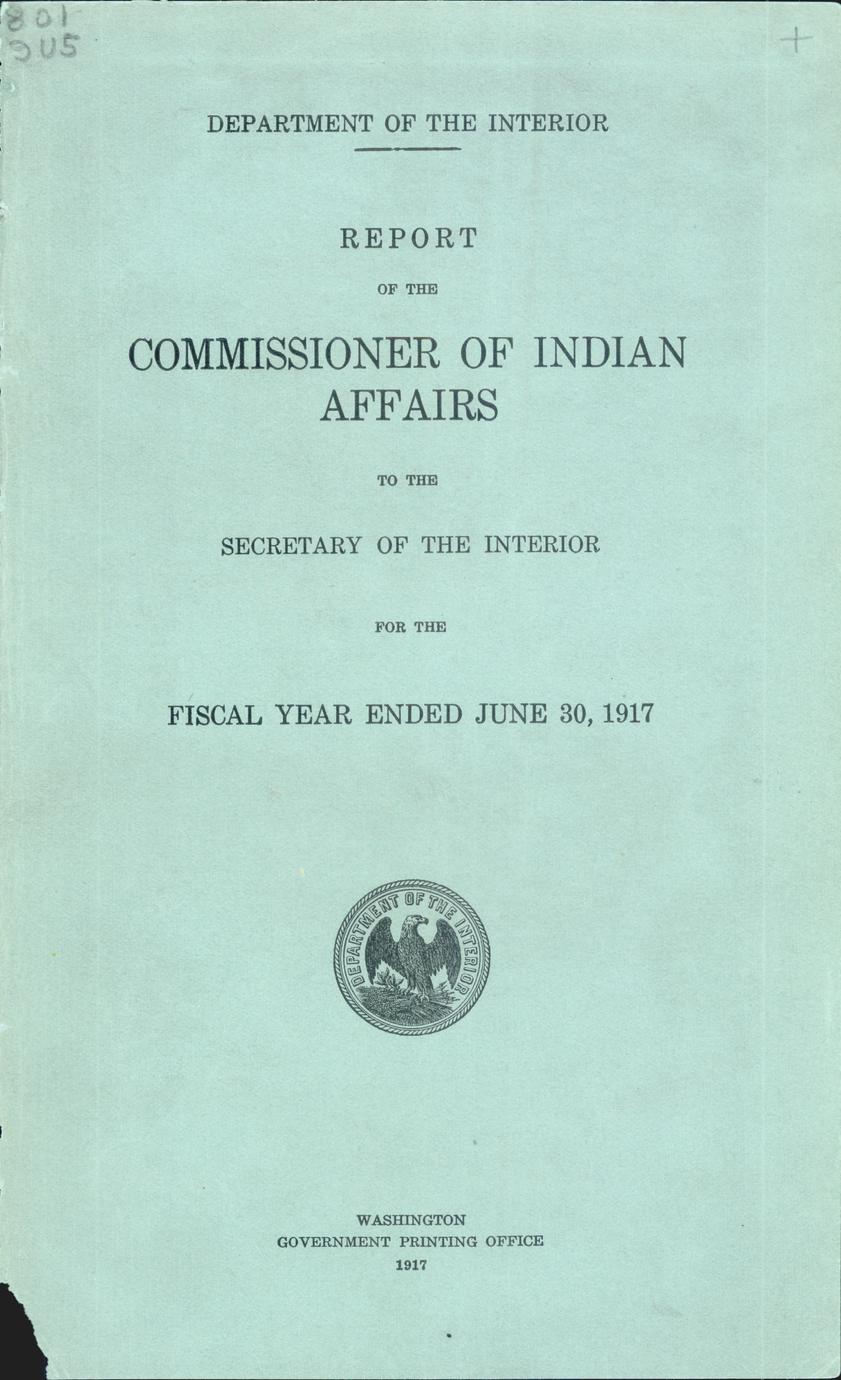 801
9U5
DEPARTMENT OF THE INTERIOR
REPORT
OF THE
COMMISSIONER OF INDIAN
AFFAIRS
TO THE
SECRETARY OF THE INTERIOR
FOR THE
FISCAL YEAR ENDED JUNE 30, 1917
DEPARTMENT OF THE INTERIOR
WASHINGTON
GOVERNMENT PRINTING OFFICE
1917